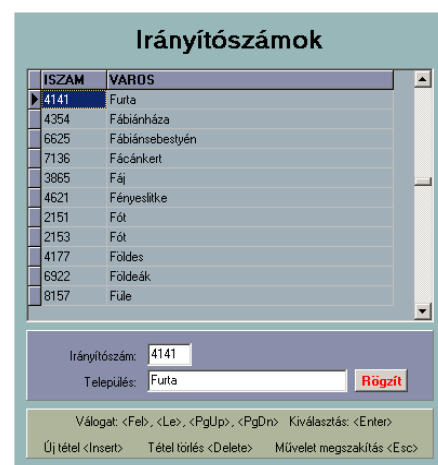 Irányítószámok
ISZAM VAROS
4141 Furta
4354 Fábiánháza
6625 Fábiánsebestyén
7136 Fácánkert
3865 Fáj
4621 Fényeslitke
2151 Fót
2153 Fót
4177 Földes
6922 Földeák
8157 Füle
Irányítószám: 4141
Település: Furta Rögzít
Válogat: <Fel>, <Le>, <PgUp>, <PgDn> Kiválasztás: <Enter>
Új tétel <Insert> Tétel törlés <Delete> Művelet megszakítás <Esc>